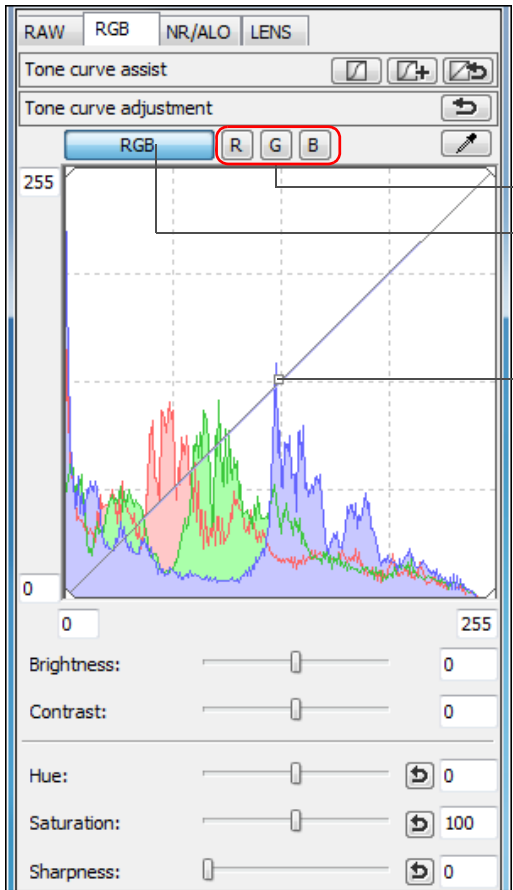 RAW RGB NR/ALO LENS
Tone curve assist
Tone curve adjustment
RGB R G B
255
0
0 255
Brightness: 0
Contrast: 0
Hue: 0
Saturation: 100
Sharpness: 0